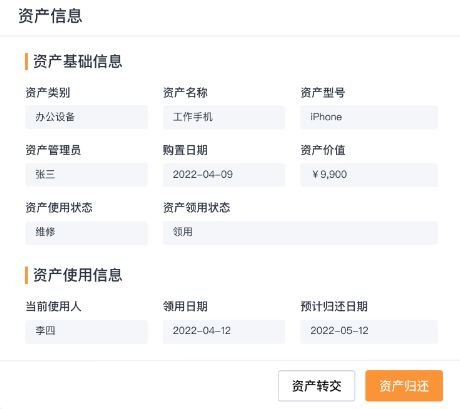 资产信息
资产基础信息
资产类别 资产名称 资产型号
办公设备 工作手机 iPhone
资产管理员 购置日期 资产价值
张三 2022-04-09 ￥9,900
资产使用状态 资产领用状态
维修 领用
资产使用信息
当前使用人 领用日期 预计归还日期
李四 2022-04-12 2022-05-12
资产转交 资产归还